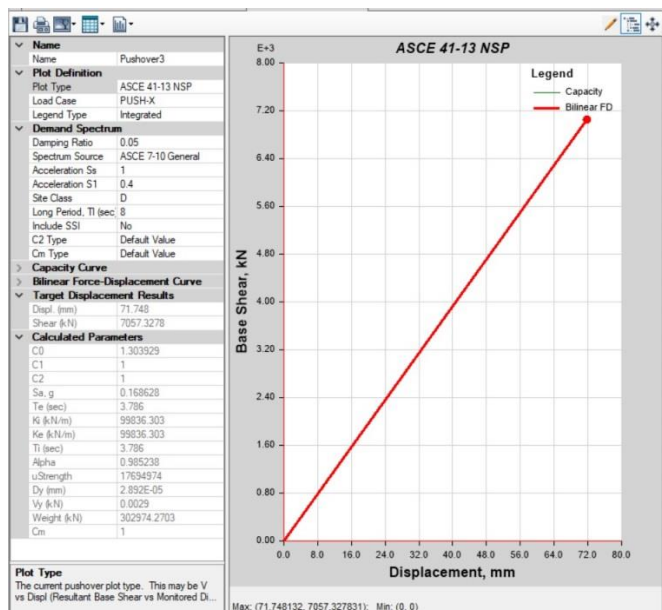 Name
Name Pushover3
Plot Definition
Plot Type ASCE 41-13 NSP
Load Case PUSH-X
Legend Type Integrated
Demand Spectrum
Damping Ratio 0.05
Spectrum Source ASCE 7-10 General
Acceleration Ss 1
Acceleration S1 0.4
Site Class D
Long Period, Tl (sec 8
Include SSI No
C2 Type Default Value
Cm Type Default Value
Capacity Curve
Bilinear Force-Displacement Curve
Target Displacement Results
Displ. (mm) 71.748
Shear (kN) 7057.3278
Calculated Parameters
C0 1.303929
C1 1
C2 1
Sa, g 0.168628
Te (sec) 3.786
Ki (kN/m) 99836.303
Ke (kN/m) 99836.303
Ti (sec) 3.786
Alpha 0.985238
uStrength 17694974
Dy (mm) 2.892E-05
Vy (kN) 0.0029
Weight (kN) 302974.2703
Cm 1
Plot Type
The current pushover plot type. This may be V
vs Displ (Resultant Base Shear vs Monitored Di...
E+3
ASCE 41-13 NSP
Legend
Capacity
Bilinear FD
8.00
7.20
6.40
5.60
4.80
4.00
3.20
2.40
1.60
0.80
0.00
Base Shear, kN
0.0 8.0 16.0 24.0 32.0 40.0 48.0 56.0 64.0 72.0 80.0
Displacement, mm
Max: (71.748132, 7057.327831); Min: (0, 0)